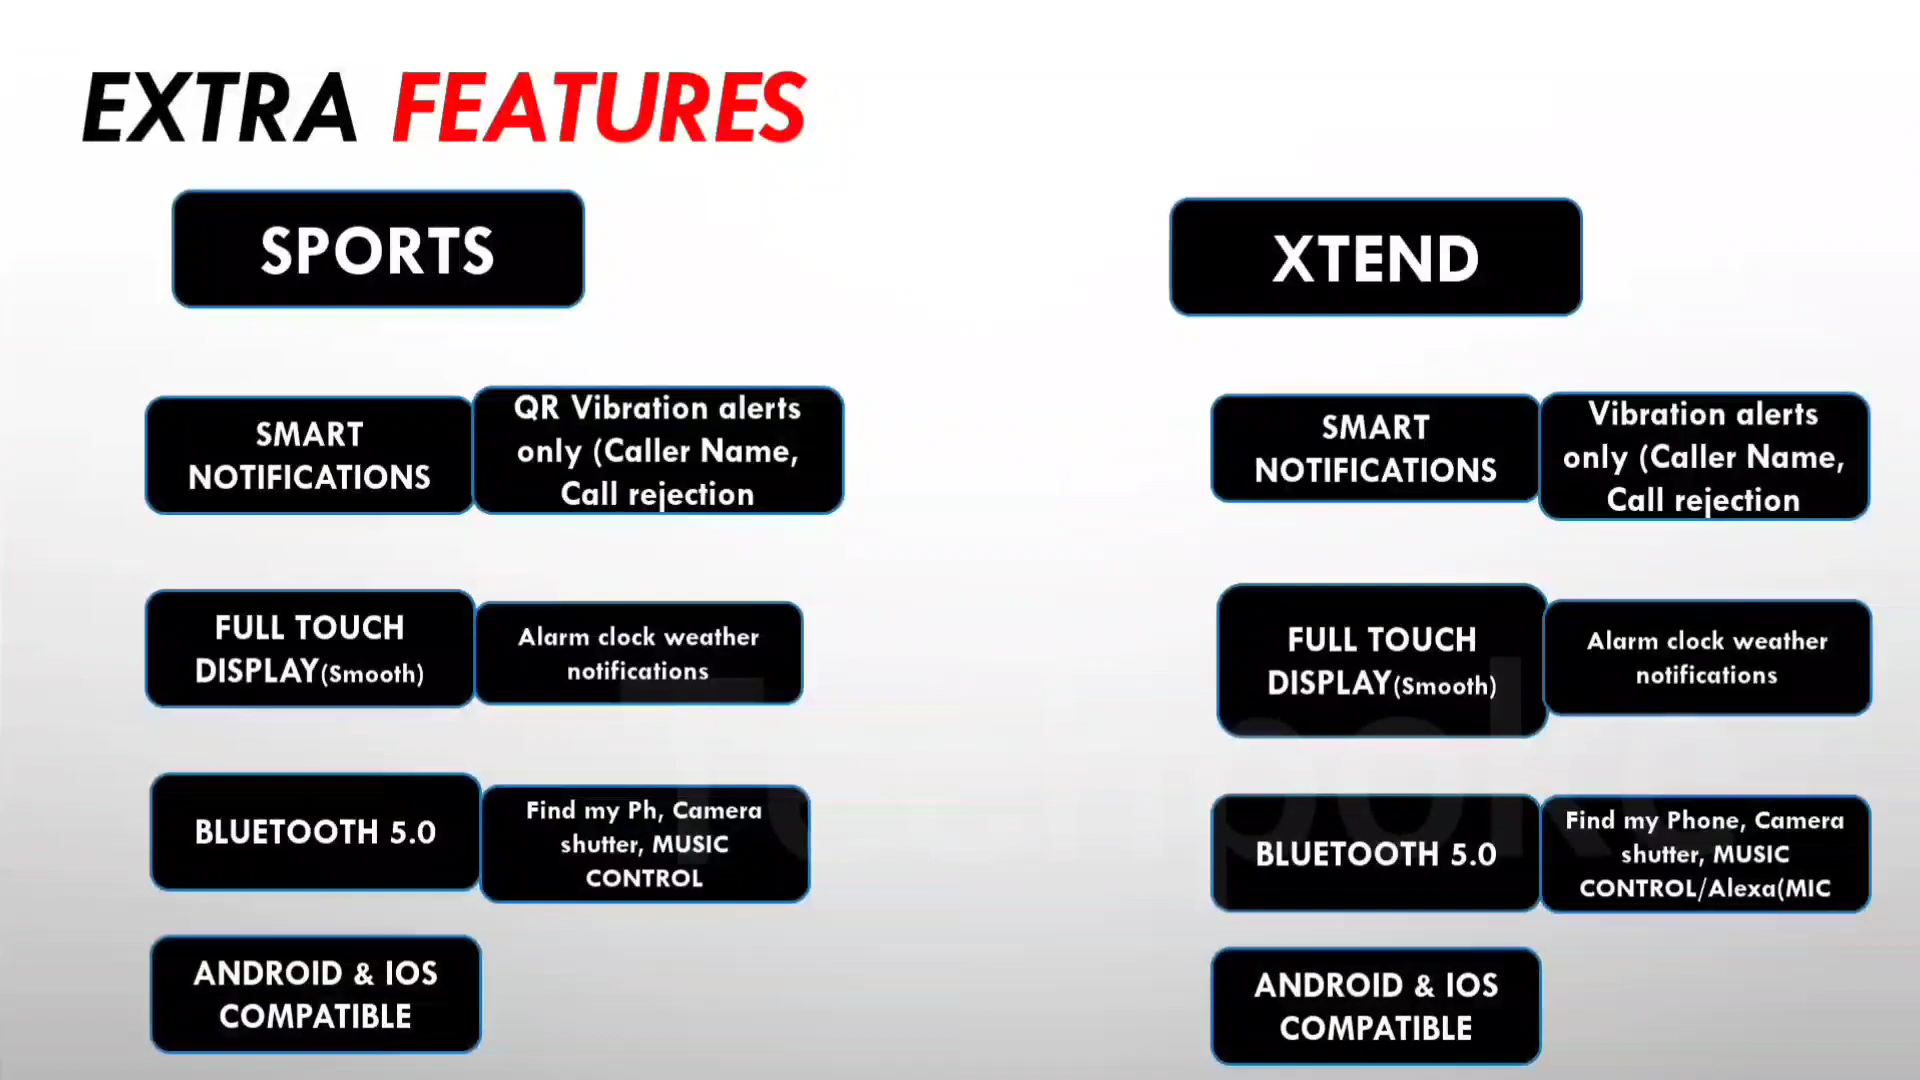 EXTRA FEATURES
SPORTS
SMART
NOTIFICATIONS
QR Vibration alerts
only (Caller Name,
Call rejection
FULL TOUCH
DISPLAY(Smooth)
Alarm clock weather
notifications
BLUETOOTH 5.0
Find my Ph, Camera
shutter, MUSIC
CONTROL
ANDROID & IOS
COMPATIBLE
XTEND
SMART
NOTIFICATIONS
Vibration alerts
only (Caller Name,
Call rejection
FULL TOUCH
DISPLAY(Smooth)
Alarm clock weather
notifications
BLUETOOTH 5.0
Find my Phone, Camera
shutter, MUSIC
CONTROL/Alexa(MIC
ANDROID & IOS
COMPATIBLE